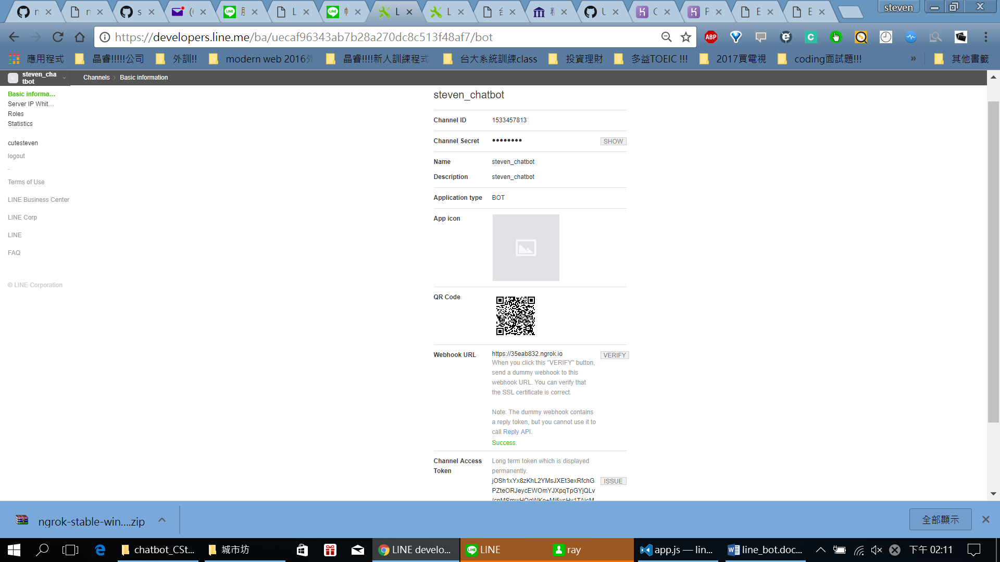 steven
https://developers.line.me/ba/uecaf96343ab7b28a270dc8c513f48af7/bot
應用程式 晶睿!!!!!公司 外訓!! modern web 2016外 晶睿!!!!新人訓練程式 台大系統訓練class 投資理財 多益TOEIC !!! 2017買電視 coding面試題!!! » 其他書籤
steven_cha
tbot
Channels > Basic information
Basic informa...
Server IP Whit...
Roles
Statistics
cutesteven
logout
-
Terms of Use
LINE Business Center
LINE Corp
LINE
FAQ
© LINE Corporation
steven_chatbot
Channel ID 1533457813
Channel Secret •••••••• SHOW
Name steven_chatbot
Description steven_chatbot
Application type BOT
App icon
QR Code
Webhook URL https://35eab832.ngrok.io VERIFY
When you click this "VERIFY" button,
send a dummy webhook to this
webhook URL. You can verify that
the SSL certificate is correct.
Note: The dummy webhook contains
a reply token, but you cannot use it to
call Reply API.
Success.
Channel Access Token
Long term token which is displayed
permanently.
jOSh1xYx8zKhL2YMsJXEt3exRfchG ISSUE
PZteORJeycEWOmYJXpqTpGYjQLv
ngrok-stable-win....zip
全部顯示
chatbot_CSt... 城市坊 LINE develo... LINE ray app.js — lin... line_bot.doc... 下午 02:11